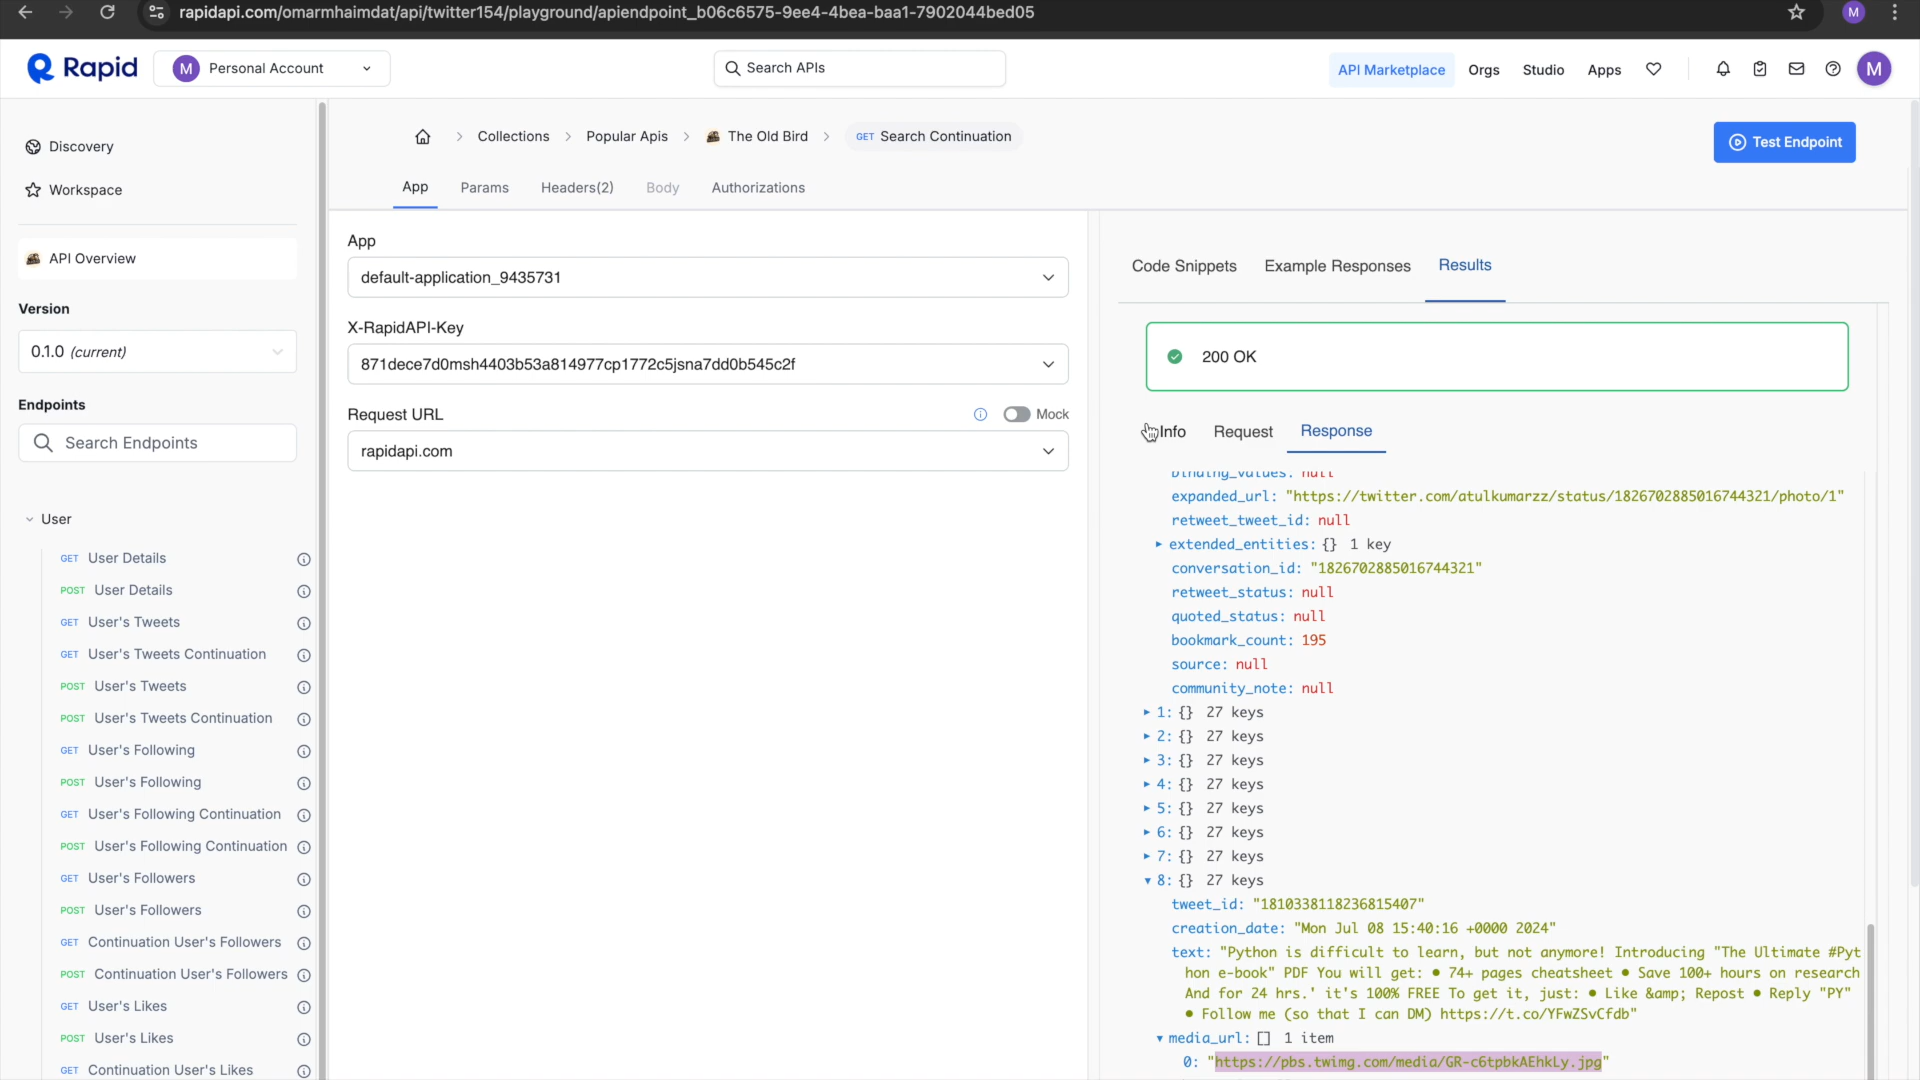 rapidapi.com/omarmhaimdat/api/twitter154/playground/apiendpoint_b06c6575-9ee4-4bea-baa1-7902044bed05
M
Rapid
M Personal Account
Search APIs
API Marketplace
Orgs
Studio
Apps
M
Discovery
Workspace
API Overview
Version
0.1.0 (current)
Endpoints
Search Endpoints
User
GET User Details
POST User Details
GET User's Tweets
GET User's Tweets Continuation
POST User's Tweets
POST User's Tweets Continuation
GET User's Following
POST User's Following
GET User's Following Continuation
POST User's Following Continuation
GET User's Followers
POST User's Followers
GET Continuation User's Followers
POST Continuation User's Followers
GET User's Likes
POST User's Likes
GET Continuation User's Likes
Collections
Popular Apis
The Old Bird
GET Search Continuation
Test Endpoint
App
Params
Headers(2)
Body
Authorizations
App
default-application_9435731
X-RapidAPI-Key
871dece7d0msh4403b53a814977cp1772c5jsna7dd0b545c2f
Request URL
Mock
rapidapi.com
Code Snippets
Example Responses
Results
200 OK
Info
Request
Response
binding_values: null
expanded_url: "https://twitter.com/atulkumarzz/status/1826702885016744321/photo/1"
retweet_tweet_id: null
extended_entities: {} 1 key
conversation_id: "1826702885016744321"
retweet_status: null
quoted_status: null
bookmark_count: 195
source: null
community_note: null
1: {} 27 keys
2: {} 27 keys
3: {} 27 keys
4: {} 27 keys
5: {} 27 keys
6: {} 27 keys
7: {} 27 keys
8: {} 27 keys
tweet_id: "1810338118236815407"
creation_date: "Mon Jul 08 15:40:16 +0000 2024"
text: "Python is difficult to learn, but not anymore! Introducing "The Ultimate #Pyt
hon e-book" PDF You will get: • 74+ pages cheatsheet • Save 100+ hours on research
And for 24 hrs.' it's 100% FREE To get it, just: • Like &amp; Repost • Reply "PY"
• Follow me (so that I can DM) https://t.co/YFwZSvCfdb"
media_url: [] 1 item
0: "https://pbs.twimg.com/media/GR-c6tpbkAEhkLy.jpg"